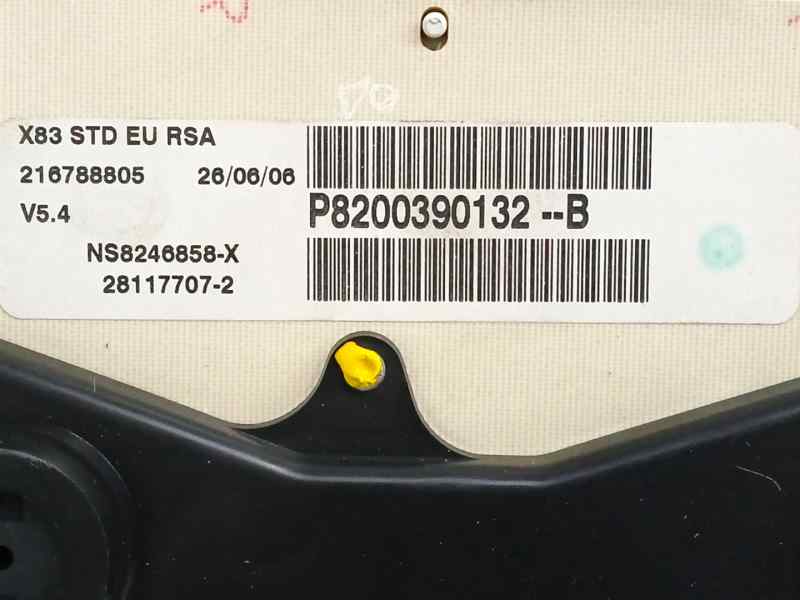 X83 STD EU RSA
216788805 26/06/06
V5.4
P8200390132 --B
NS8246858-X
28117707-2